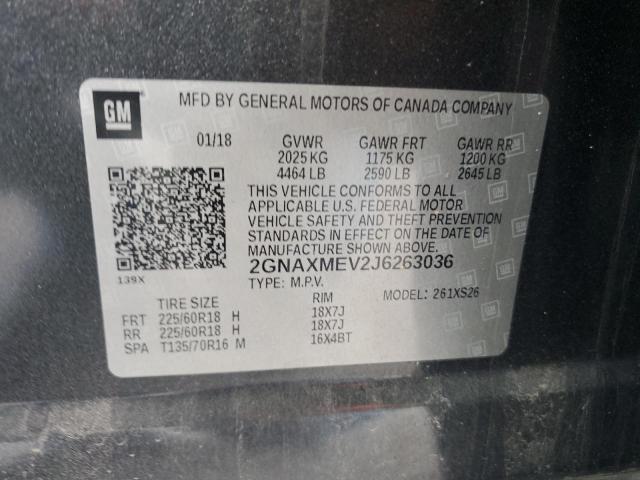 GM
MFD BY GENERAL MOTORS OF CANADA COMPANY
01/18 GVWR GAWR FRT GAWR RR
2025 KG 1175 KG 1200 KG
4464 LB 2590 LB 2645 LB
THIS VEHICLE CONFORMS TO ALL
APPLICABLE U.S. FEDERAL MOTOR
VEHICLE SAFETY AND THEFT PREVENTION
STANDARDS IN EFFECT ON THE DATE OF
MANUFACTURE SHOWN ABOVE.
139X 2GNAXMEV2J6263036
TYPE: M.P.V. MODEL: 261XS26
TIRE SIZE RIM
FRT 225/60R18 H 18X7J
RR 225/60R18 H 18X7J
SPA T135/70R16 M 16X4BT